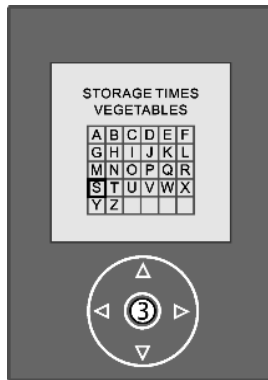 STORAGE TIMES
VEGETABLES
A B C D E F
G H I J K L
M N O P Q R
S T U V W X
Y Z
3